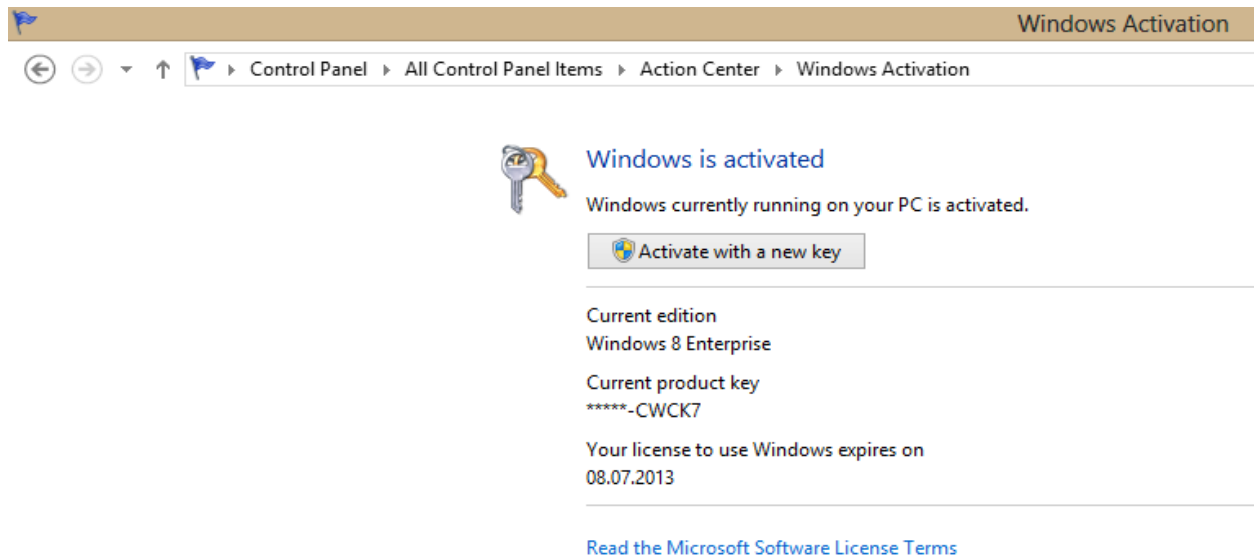 Windows Activation
Control Panel ▸ All Control Panel Items ▸ Action Center ▸ Windows Activation
Windows is activated
Windows currently running on your PC is activated.
Activate with a new key
Current edition
Windows 8 Enterprise
Current product key
*****-CWCK7
Your license to use Windows expires on
08.07.2013
Read the Microsoft Software License Terms